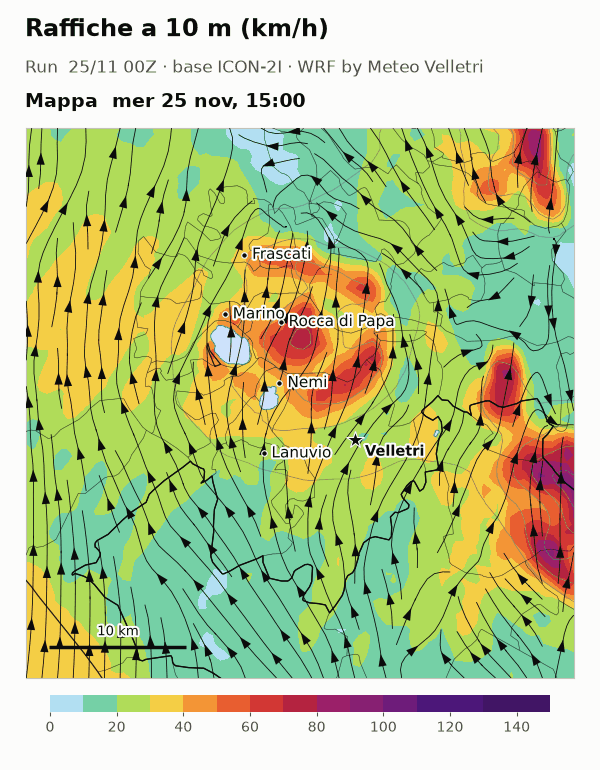 Raffiche a 10 m (km/h)
Run  25/11 00Z · base ICON-2I · WRF by Meteo Velletri
Mappa  mer 25 nov, 15:00
Frascati
Marino
Rocca di Papa
Nemi
Velletri
Lanuvio
10 km
0 20 40 60 80 100 120 140